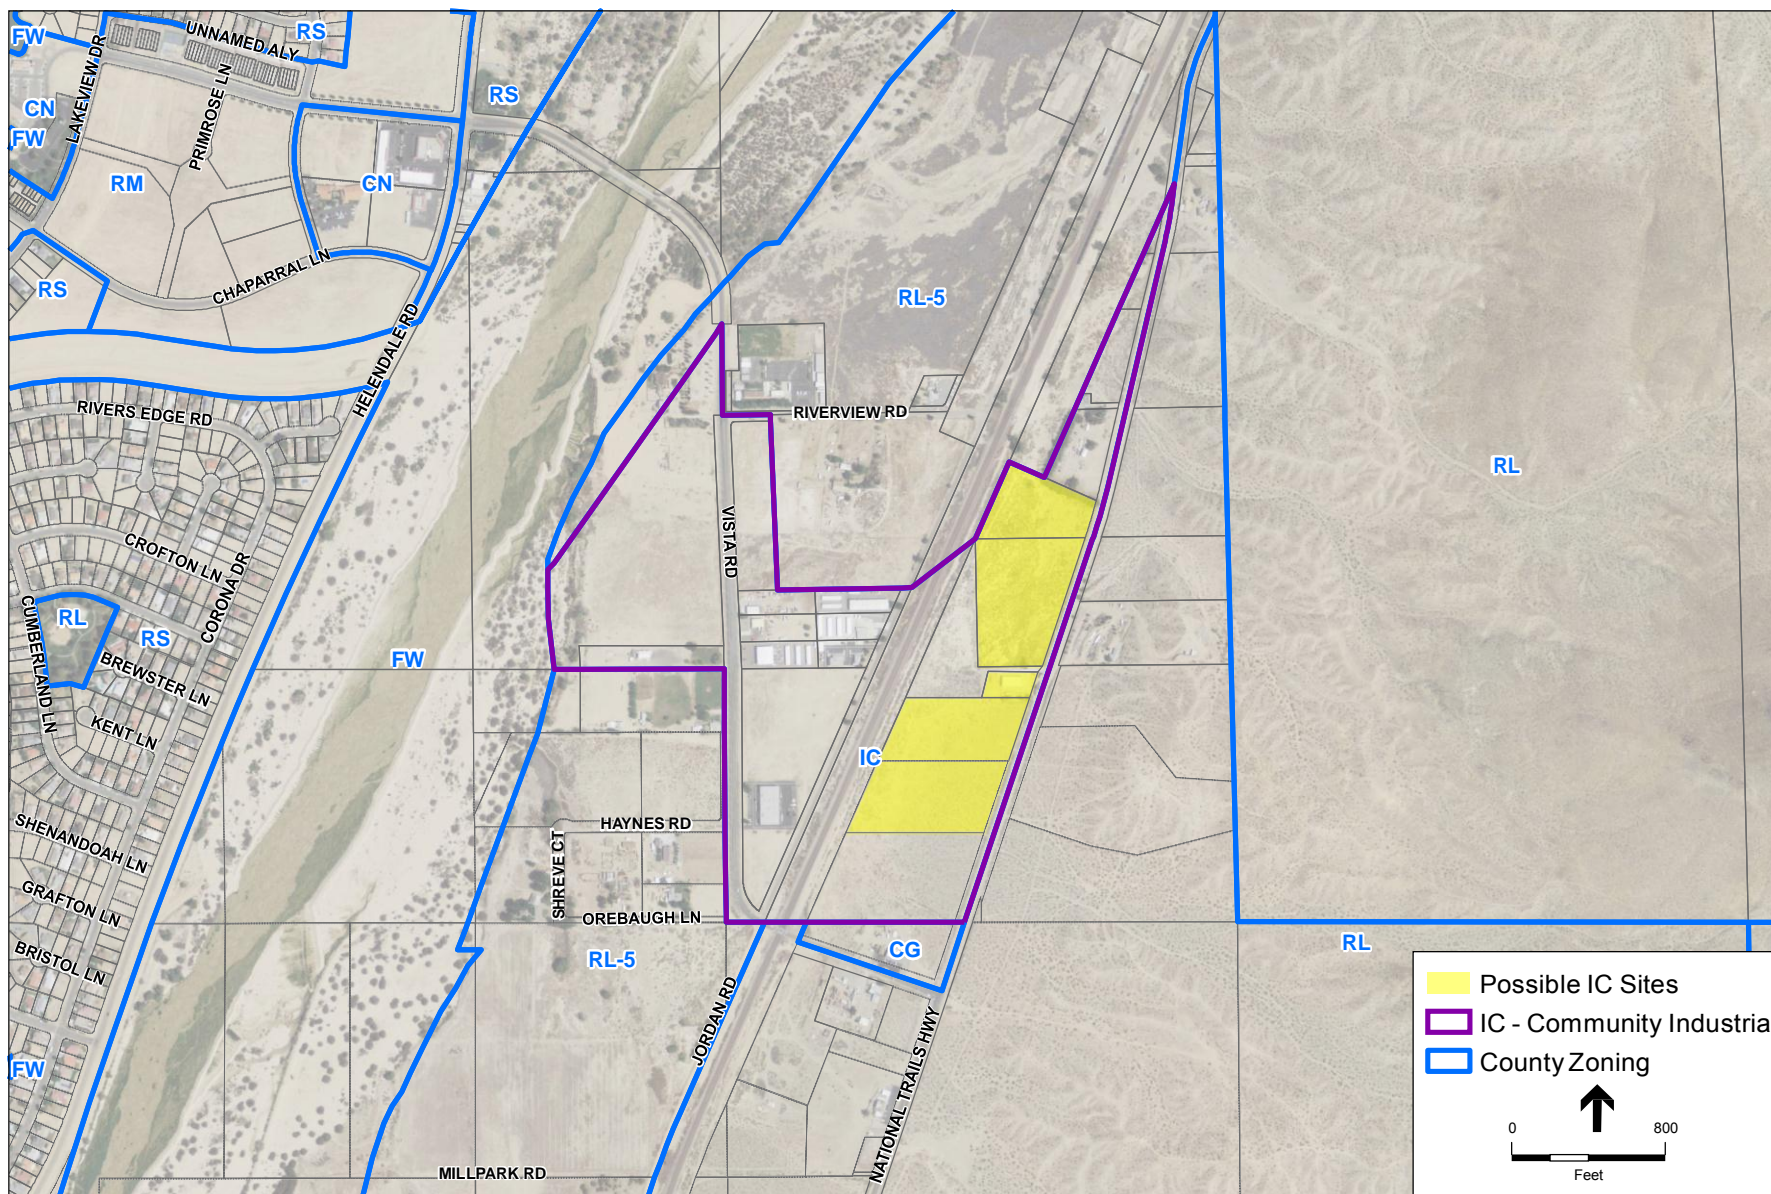 FW
UNNAMED ALY
RS
LAKEVIEW DR
PRIMROSE LN
RS
CN
FW
RM
CN
CHAPARRAL LN
RS
RL-5
HELENDALE RD
RIVERS EDGE RD
RIVERVIEW RD
RL
VISTA RD
CROFTON LN
CORONA DR
CUMBERLAND LN
RL
RS
BREWSTER LN
FW
KENT LN
IC
SHENANDOAH LN
HAYNES RD
SHREVE CT
GRAFTON LN
OREBAUGH LN
BRISTOL LN
RL-5
CG
RL
JORDAN RD
NATIONAL TRAILS HWY
FW
MILLPARK RD
Possible IC Sites
IC - Community Industria
County Zoning
0 800
Feet